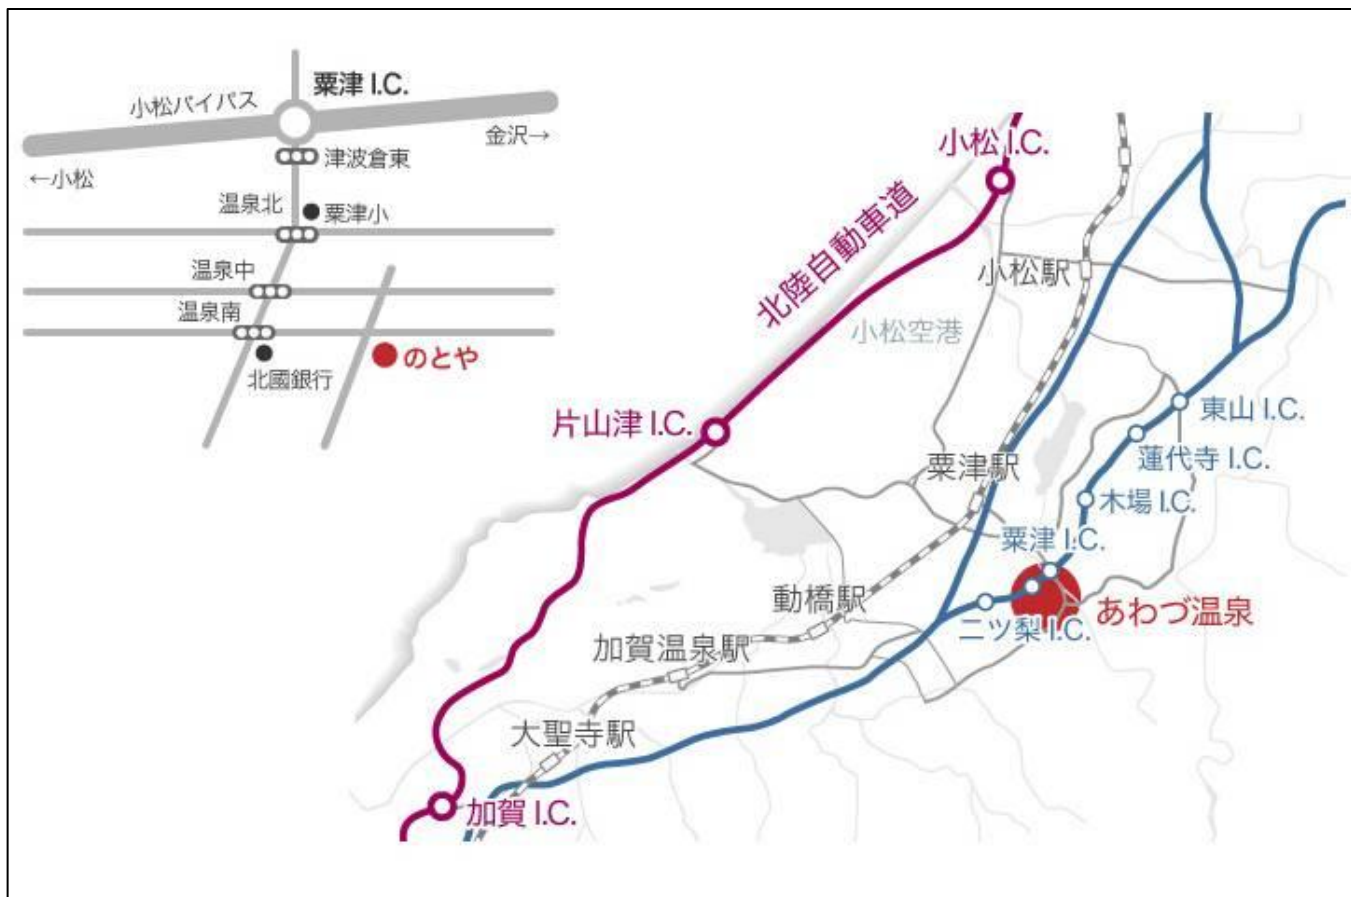 粟津 I.C.
小松バイパス
金沢→
←小松
津波倉東
温泉北
粟津小
温泉中
温泉南
のとや
北國銀行
小松 I.C.
北陸自動車道
小松駅
小松空港
片山津 I.C.
東山 I.C.
蓮代寺 I.C.
粟津駅
木場 I.C.
粟津 I.C.
動橋駅
あわづ温泉
二ツ梨 I.C.
加賀温泉駅
大聖寺駅
加賀 I.C.